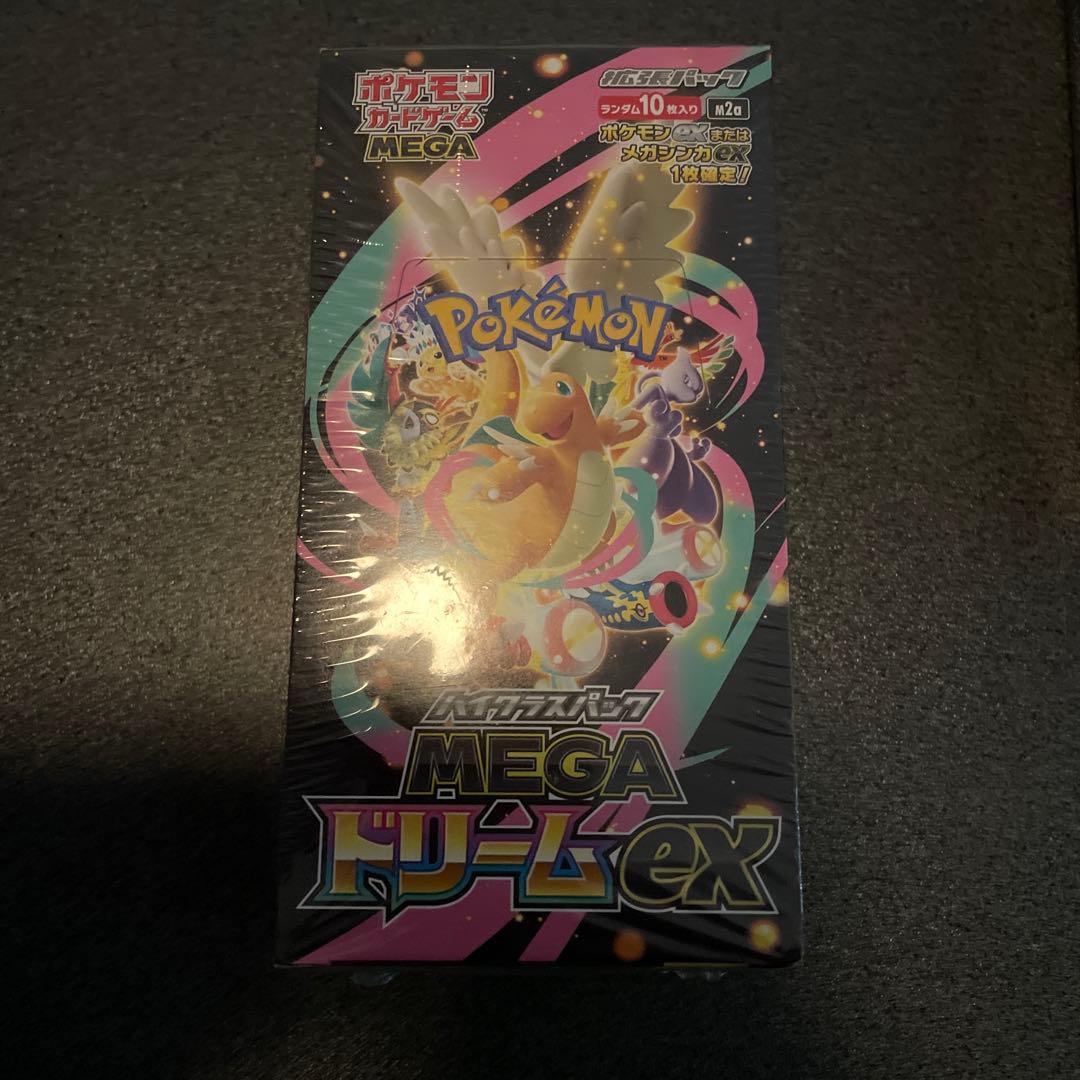 ポケモン
カードゲーム
MEGA
拡張パック
ランダム10枚入り M2a
ポケモンexまたは
メガシンカex
1枚確定!
POKéMON
TM
ハイクラスパック
MEGA
ドリームex